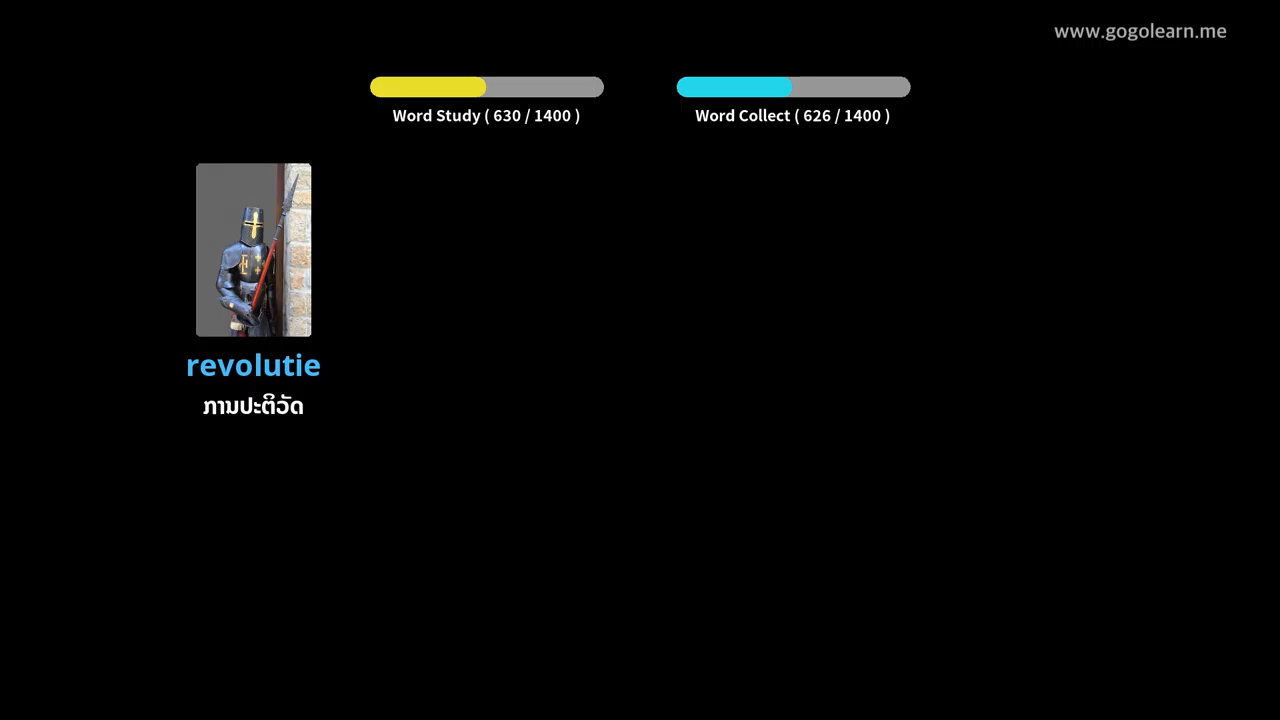 www.gogolearn.me
Word Study ( 630 / 1400 )
Word Collect ( 626 / 1400 )
revolutie
ການປະຕິວັດ